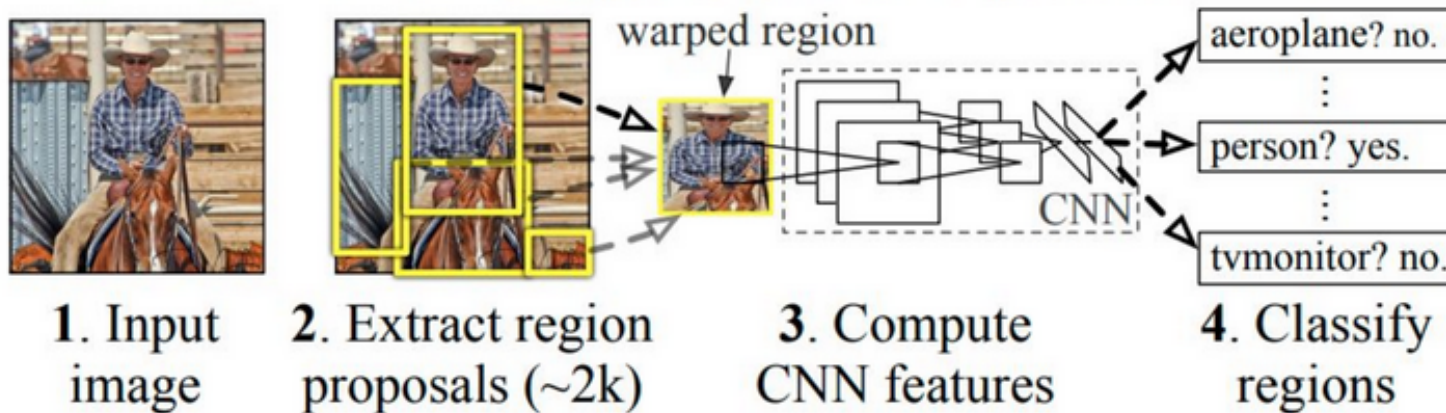 warped region
aeroplane? no.
person? yes.
CNN
tvmonitor? no.
1. Input
image
2. Extract region
proposals (~2k)
3. Compute
CNN features
4. Classify
regions